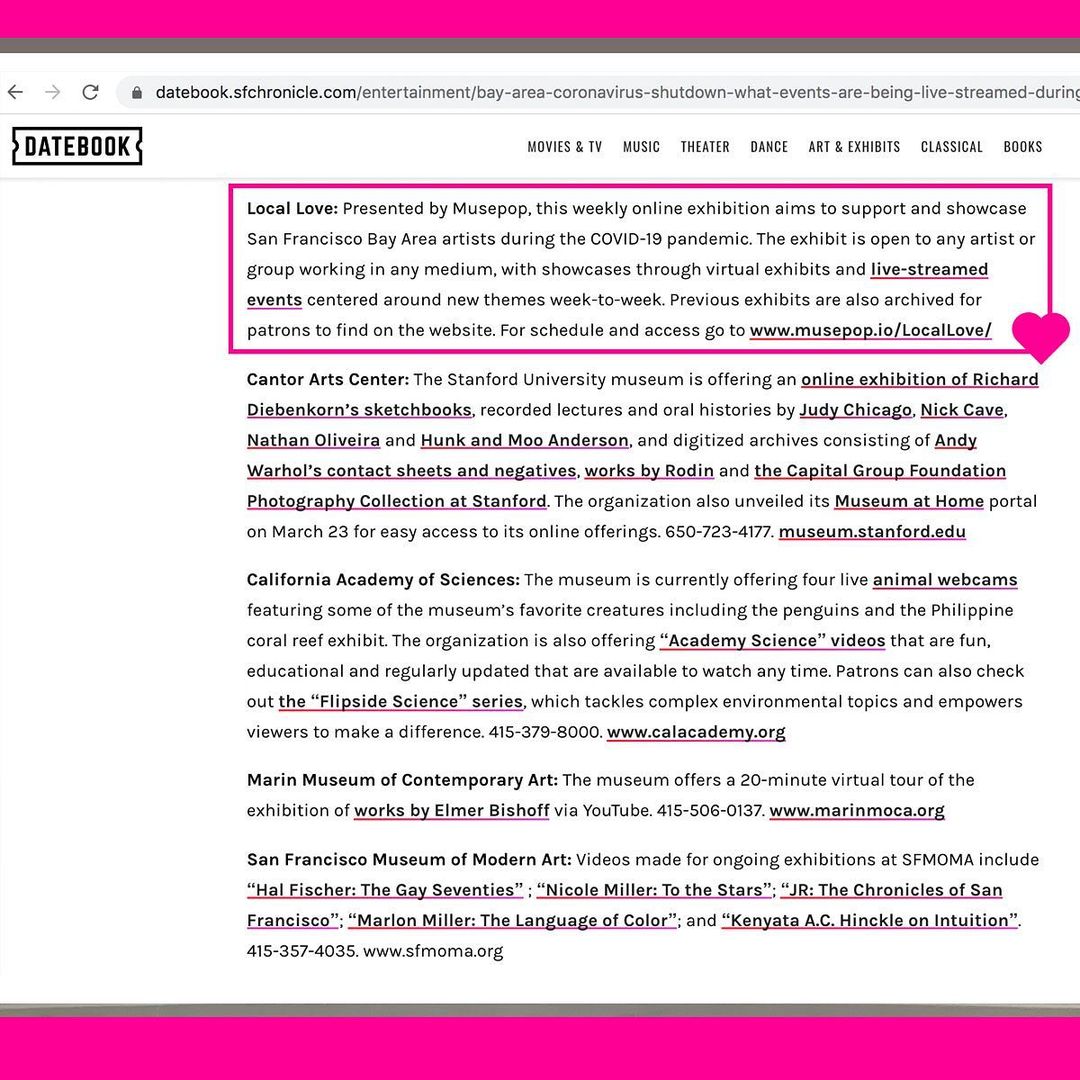 datebook.sfchronicle.com/entertainment/bay-area-coronavirus-shutdown-what-events-are-being-live-streamed-during
DATEBOOK
MOVIES & TV MUSIC THEATER DANCE ART & EXHIBITS CLASSICAL BOOKS
Local Love: Presented by Musepop, this weekly online exhibition aims to support and showcase
San Francisco Bay Area artists during the COVID-19 pandemic. The exhibit is open to any artist or
group working in any medium, with showcases through virtual exhibits and live-streamed
events centered around new themes week-to-week. Previous exhibits are also archived for
patrons to find on the website. For schedule and access go to www.musepop.io/LocalLove/
Cantor Arts Center: The Stanford University museum is offering an online exhibition of Richard
Diebenkorn’s sketchbooks, recorded lectures and oral histories by Judy Chicago, Nick Cave,
Nathan Oliveira and Hunk and Moo Anderson, and digitized archives consisting of Andy
Warhol’s contact sheets and negatives, works by Rodin and the Capital Group Foundation
Photography Collection at Stanford. The organization also unveiled its Museum at Home portal
on March 23 for easy access to its online offerings. 650-723-4177. museum.stanford.edu
California Academy of Sciences: The museum is currently offering four live animal webcams
featuring some of the museum’s favorite creatures including the penguins and the Philippine
coral reef exhibit. The organization is also offering “Academy Science” videos that are fun,
educational and regularly updated that are available to watch any time. Patrons can also check
out the “Flipside Science” series, which tackles complex environmental topics and empowers
viewers to make a difference. 415-379-8000. www.calacademy.org
Marin Museum of Contemporary Art: The museum offers a 20-minute virtual tour of the
exhibition of works by Elmer Bishoff via YouTube. 415-506-0137. www.marinmoca.org
San Francisco Museum of Modern Art: Videos made for ongoing exhibitions at SFMOMA include
“Hal Fischer: The Gay Seventies” ; “Nicole Miller: To the Stars”; “JR: The Chronicles of San
Francisco”; “Marlon Miller: The Language of Color”; and “Kenyata A.C. Hinckle on Intuition”.
415-357-4035. www.sfmoma.org